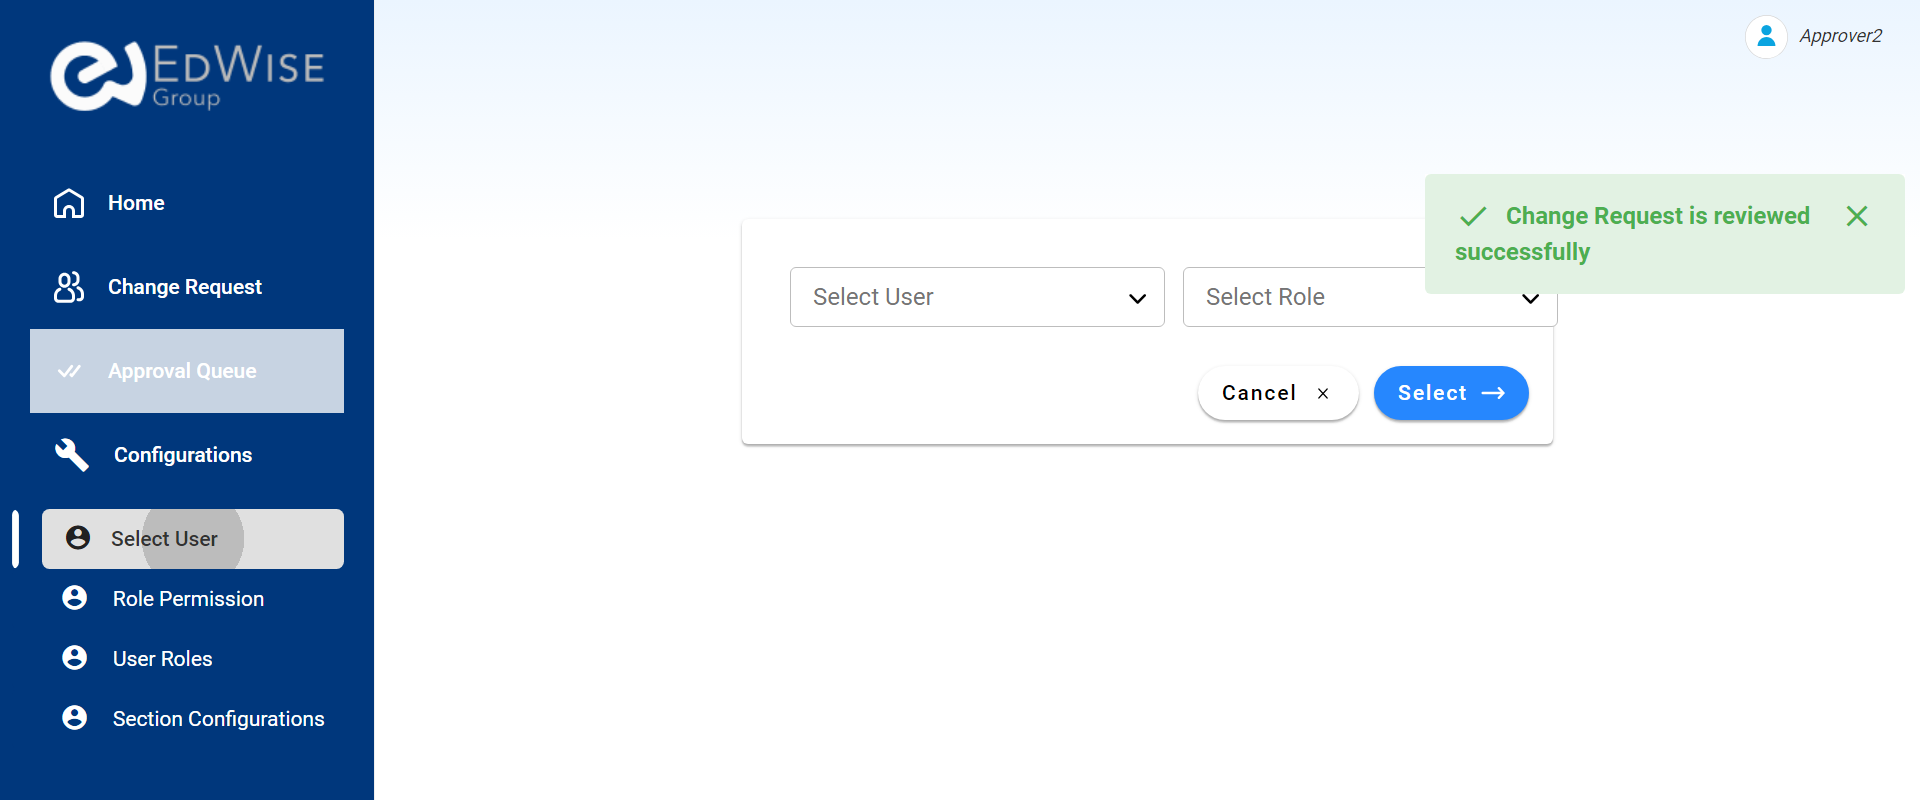 EDWISE
Group
Approver2
Home
Change Request
Approval Queue
Configurations
Select User
Role Permission
User Roles
Section Configurations
Change Request is reviewed
successfully
Select User
Select Role
Cancel
Select